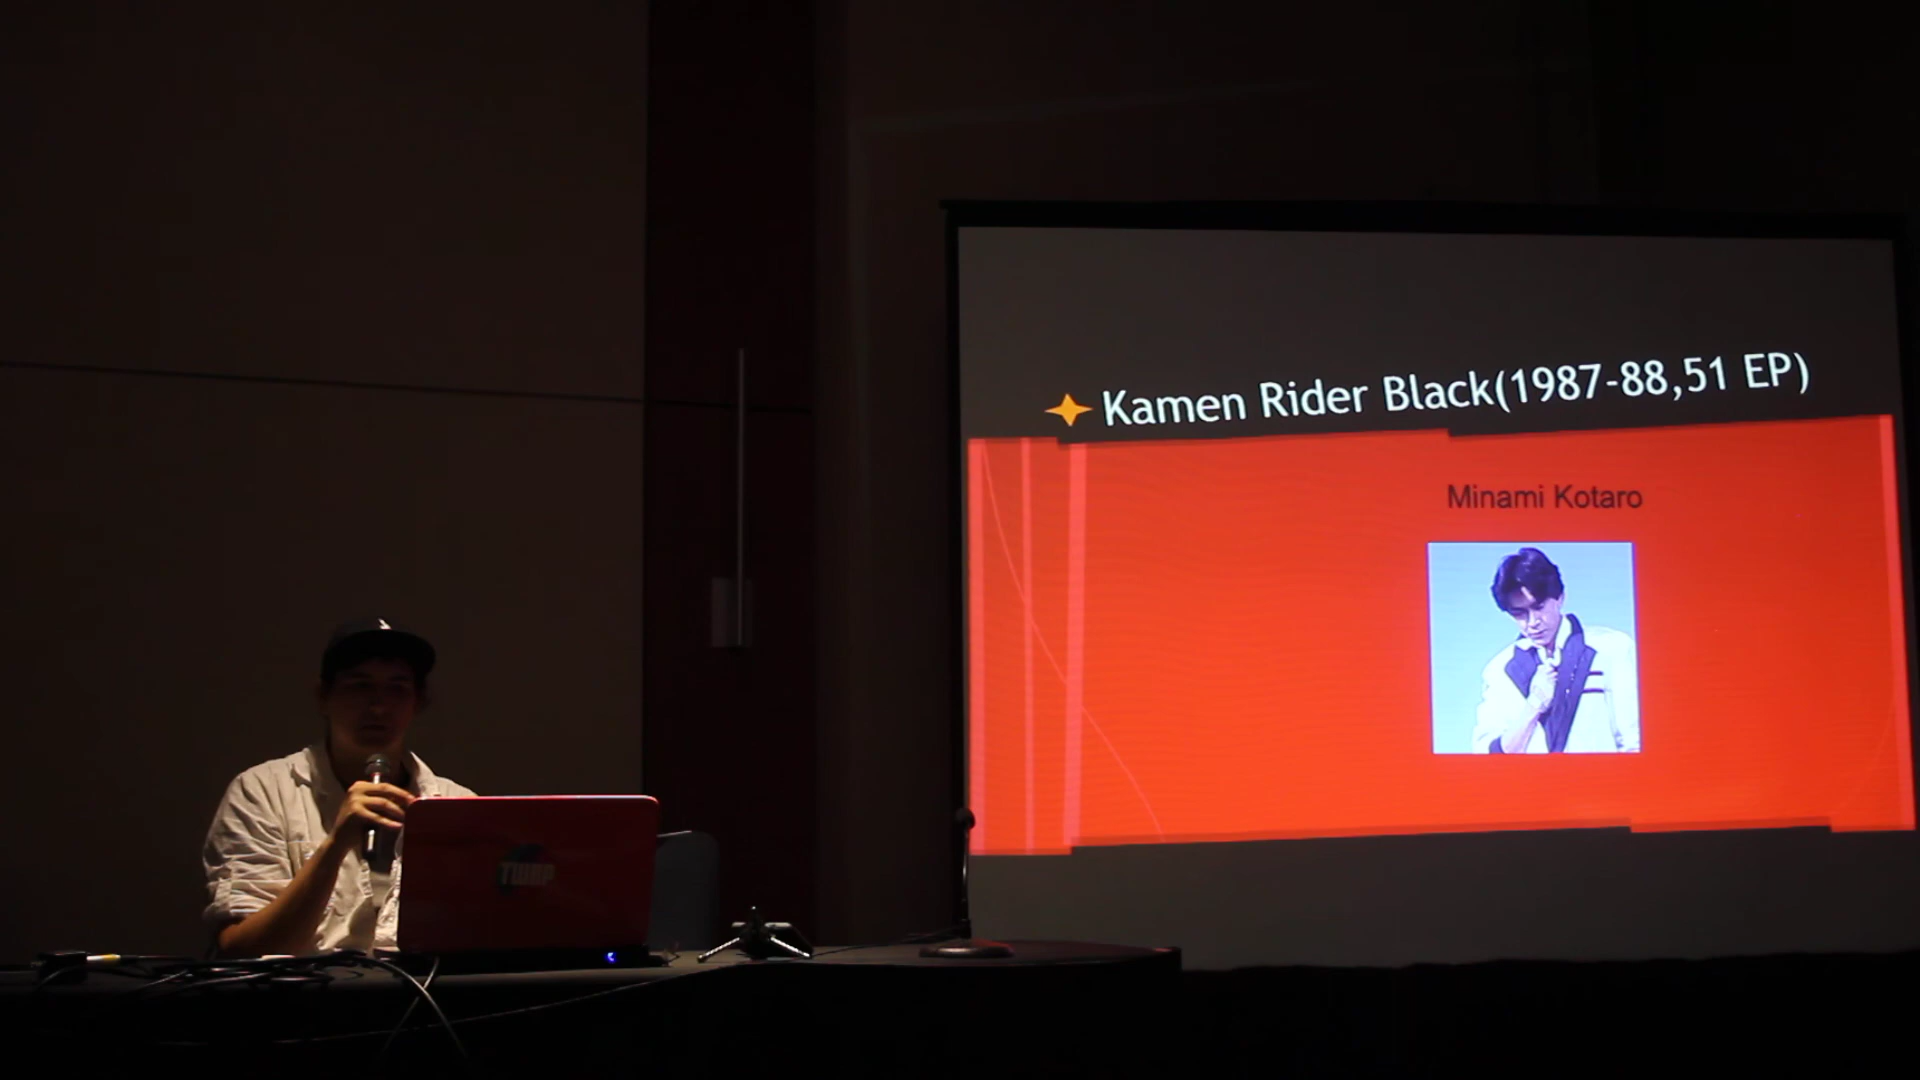 Kamen Rider Black(1987-88,51 EP)
Minami Kotaro